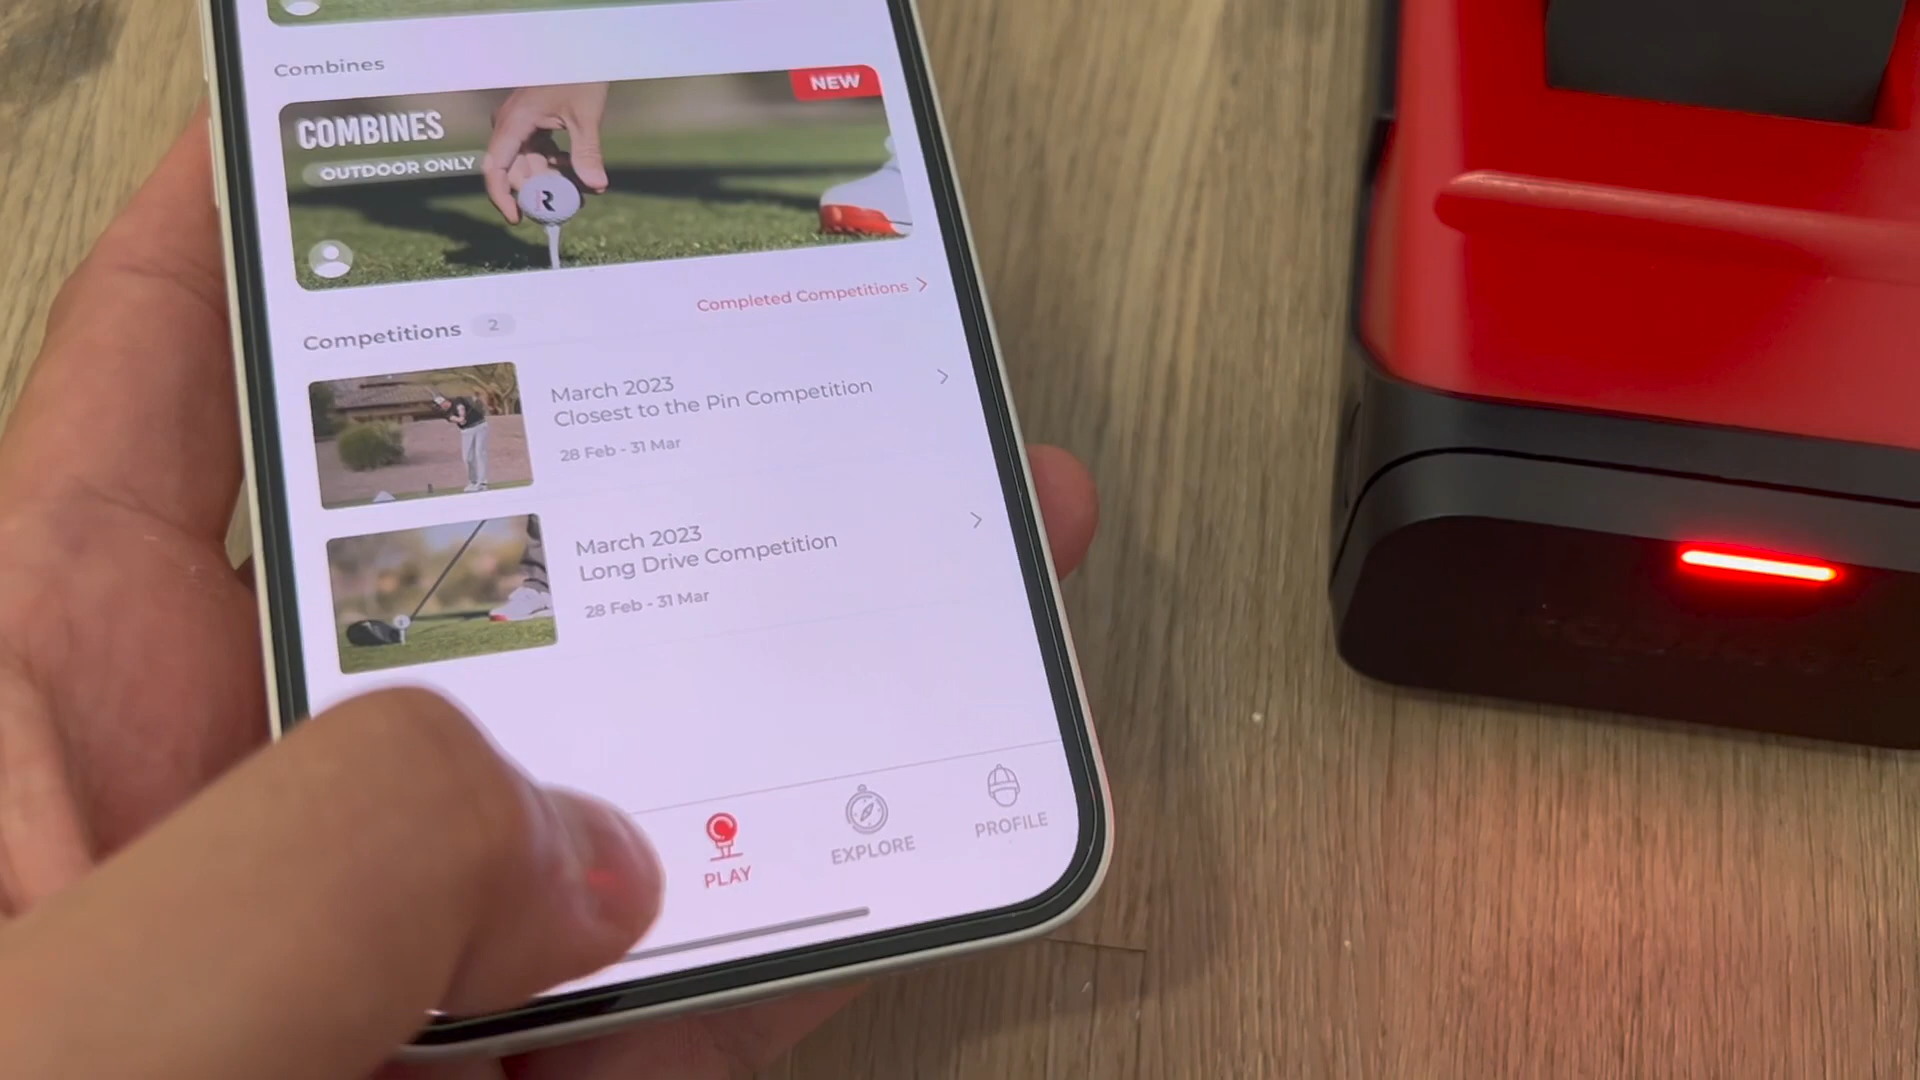 Combines
NEW
COMBINES
OUTDOOR ONLY
R
Completed Competitions
Competitions 2
March 2023
Closest to the Pin Competition
28 Feb - 31 Mar
March 2023
Long Drive Competition
28 Feb - 31 Mar
PLAY
EXPLORE
PROFILE